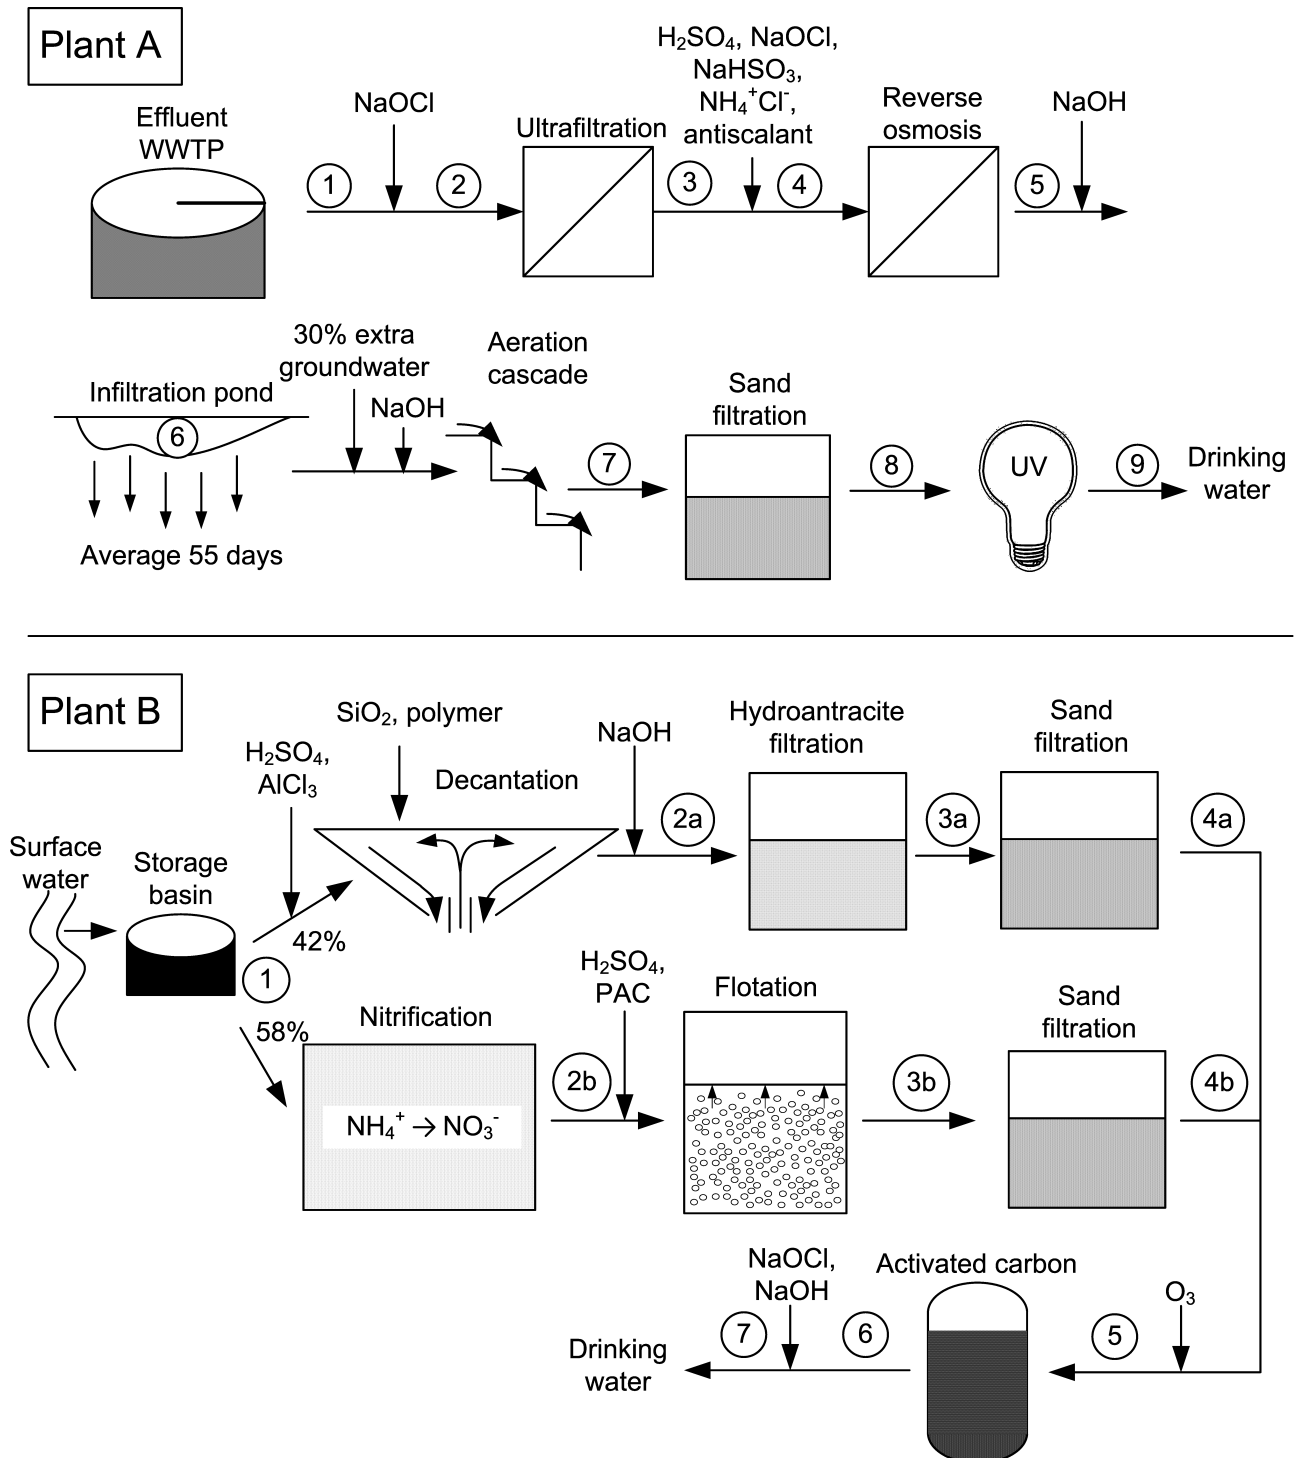 Plant A
Effluent
WWTP
1
NaOCl
2
Ultrafiltration
3
H₂SO₄, NaOCl,
NaHSO₃,
NH₄⁺Cl⁻,
antiscalant
4
Reverse
osmosis
5
NaOH
Infiltration pond
6
Average 55 days
30% extra
groundwater
NaOH
Aeration
cascade
7
Sand
filtration
8
UV
9
Drinking
water
Plant B
Surface
water
Storage
basin
1
H₂SO₄,
AlCl₃
42%
SiO₂, polymer
Decantation
NaOH
2a
Hydroantracite
filtration
3a
Sand
filtration
4a
58%
Nitrification
NH₄⁺ → NO₃⁻
2b
H₂SO₄,
PAC
Flotation
3b
Sand
filtration
4b
O₃
5
Activated carbon
6
NaOCl,
NaOH
7
Drinking
water